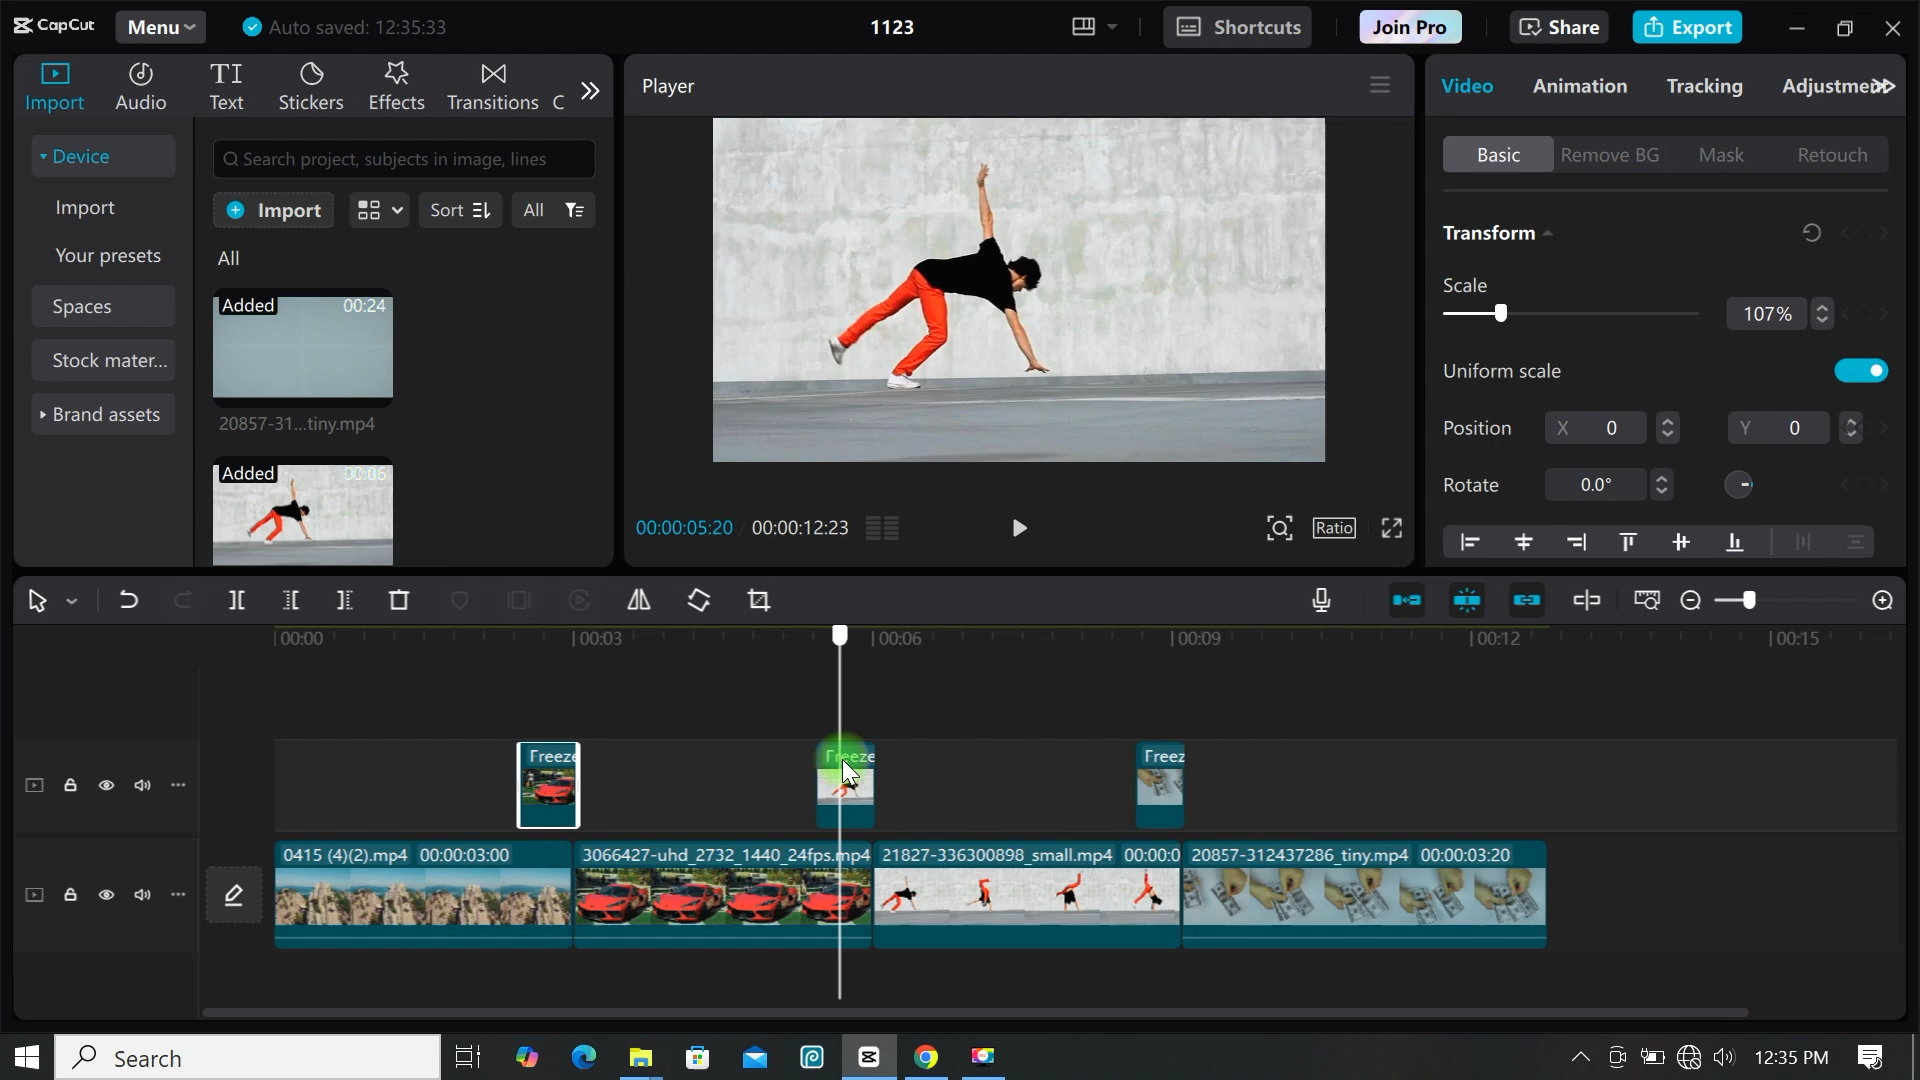 CapCut
Menu
Auto saved: 12:35:33
1123
Shortcuts
Join Pro
Share
Export
Import
Audio
TI
Text
Stickers
Effects
Transitions
C
Device
Import
Your presets
Spaces
Stock mater...
Brand assets
Search project, subjects in image, lines
Import
Sort
All
All
Added
00:24
20857-31...tiny.mp4
Added
00:06
Player
00:00:05:20
00:00:12:23
Ratio
Video
Animation
Tracking
Adjustment
Basic
Remove BG
Mask
Retouch
Transform
Scale
107%
Uniform scale
Position
X
0
Y
0
Rotate
0.0°
00:00
00:03
00:06
00:09
00:12
00:15
Freeze
Freeze
Freez
0415 (4)(2).mp4 00:00:03:00
3066427-uhd_2732_1440_24fps.mp4
21827-336300898_small.mp4 00:00:0
20857-312437286_tiny.mp4 00:00:03:20
Search
12:35 PM